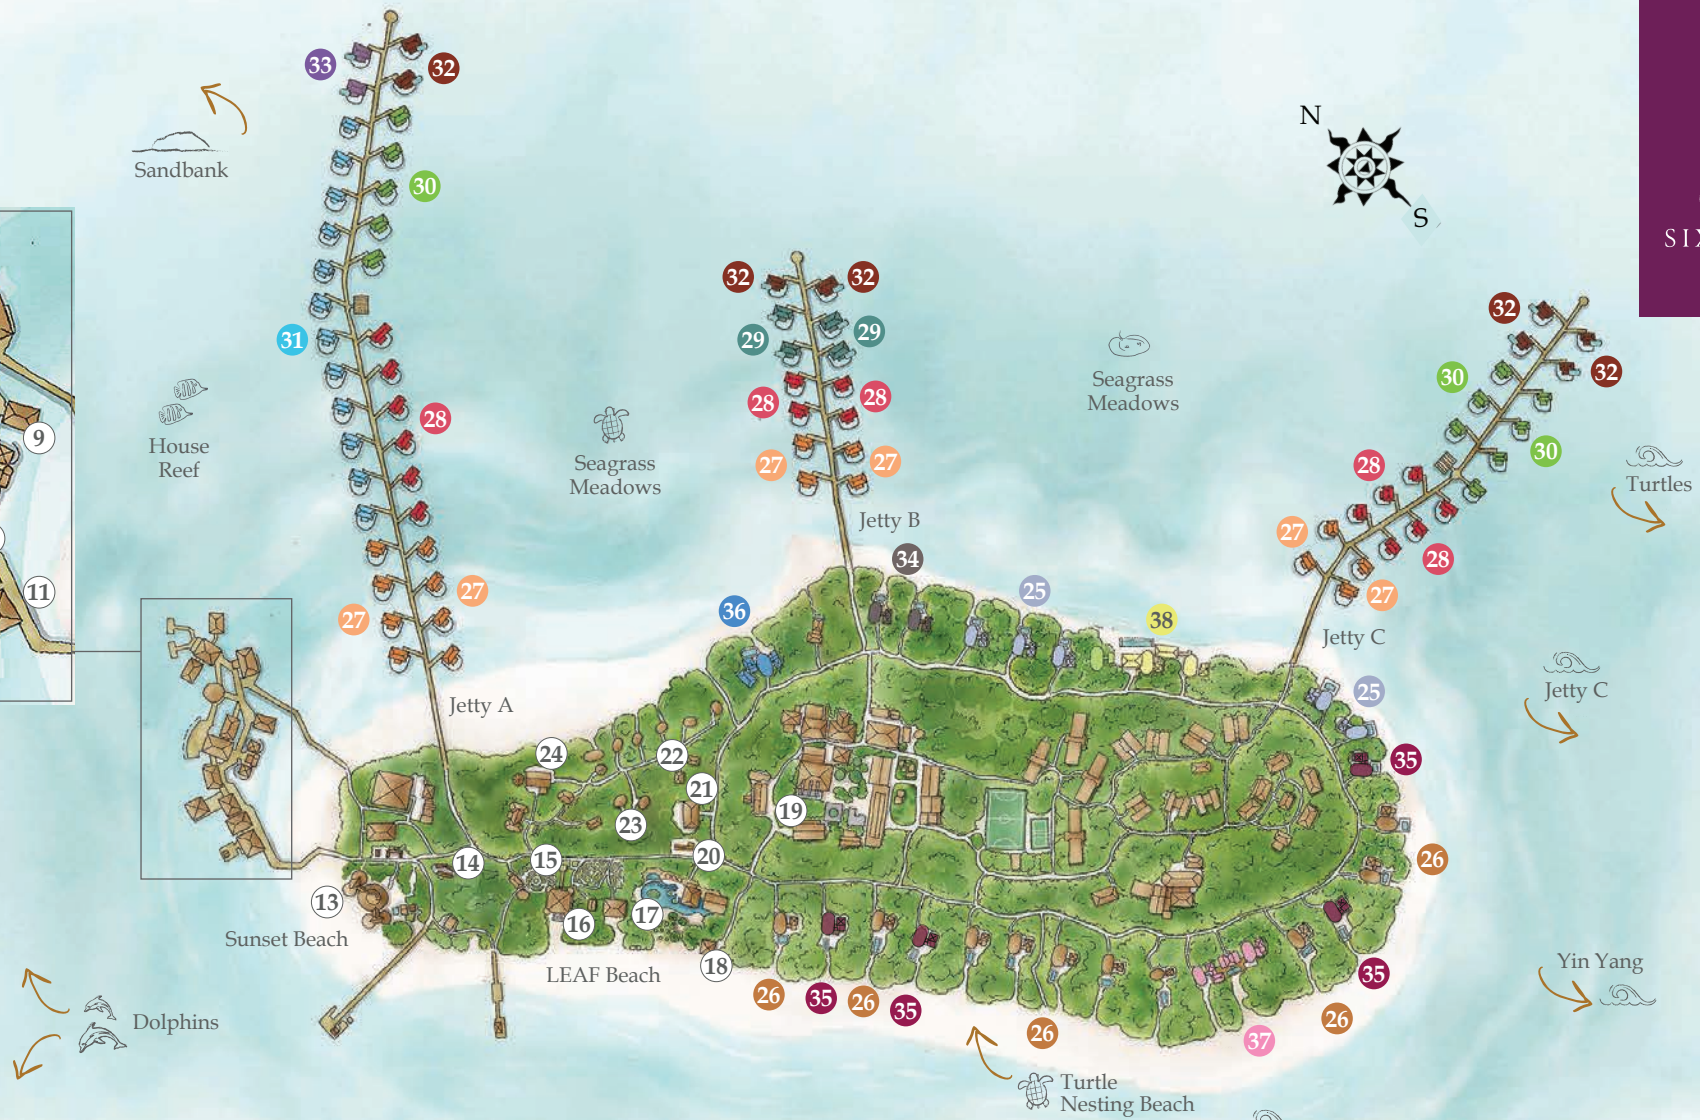 33
32
N
Sandbank
30
S
SIX
32
32
32
31
29
29
Seagrass
Meadows
32
30
28
28
28
House
Reef
9
Seagrass
Meadows
27
27
28
30
Turtles
Jetty B
27
28
34
11
27
27
36
25
38
27
Jetty C
Jetty A
25
Jetty C
24
22
35
21
19
23
14
15
20
26
13
16
17
Sunset Beach
LEAF Beach
18
Yin Yang
35
26
35
26
35
26
37
26
Dolphins
Turtle
Nesting Beach